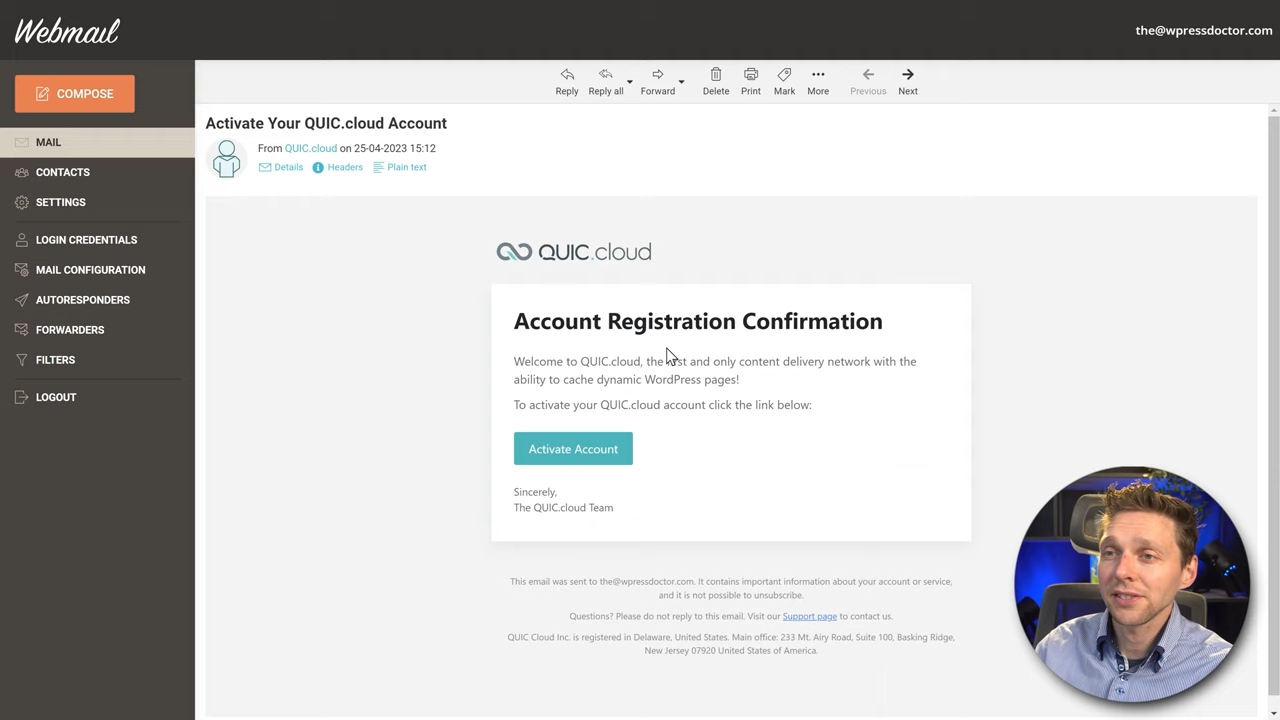 Webmail
the@wpressdoctor.com
COMPOSE
MAIL
CONTACTS
SETTINGS
LOGIN CREDENTIALS
MAIL CONFIGURATION
AUTORESPONDERS
FORWARDERS
FILTERS
LOGOUT
Reply
Reply all
Forward
Delete
Print
Mark
More
Previous
Next
Activate Your QUIC.cloud Account
From QUIC.cloud on 25-04-2023 15:12
Details
Headers
Plain text
QUIC.cloud
Account Registration Confirmation
Welcome to QUIC.cloud, the and only content delivery network with the
ability to cache dynamic WordPress pages!
To activate your QUIC.cloud account click the link below:
Activate Account
Sincerely,
The QUIC.cloud Team
This email was sent to the@wpressdoctor.com. It contains important information about your account or service,
and it is not possible to unsubscribe.
Questions? Please do not reply to this email. Visit our Support page to contact us.
QUIC Cloud Inc. is registered in Delaware, United States. Main office: 233 Mt. Airy Road, Suite 100, Basking Ridge,
New Jersey 07920 United States of America.